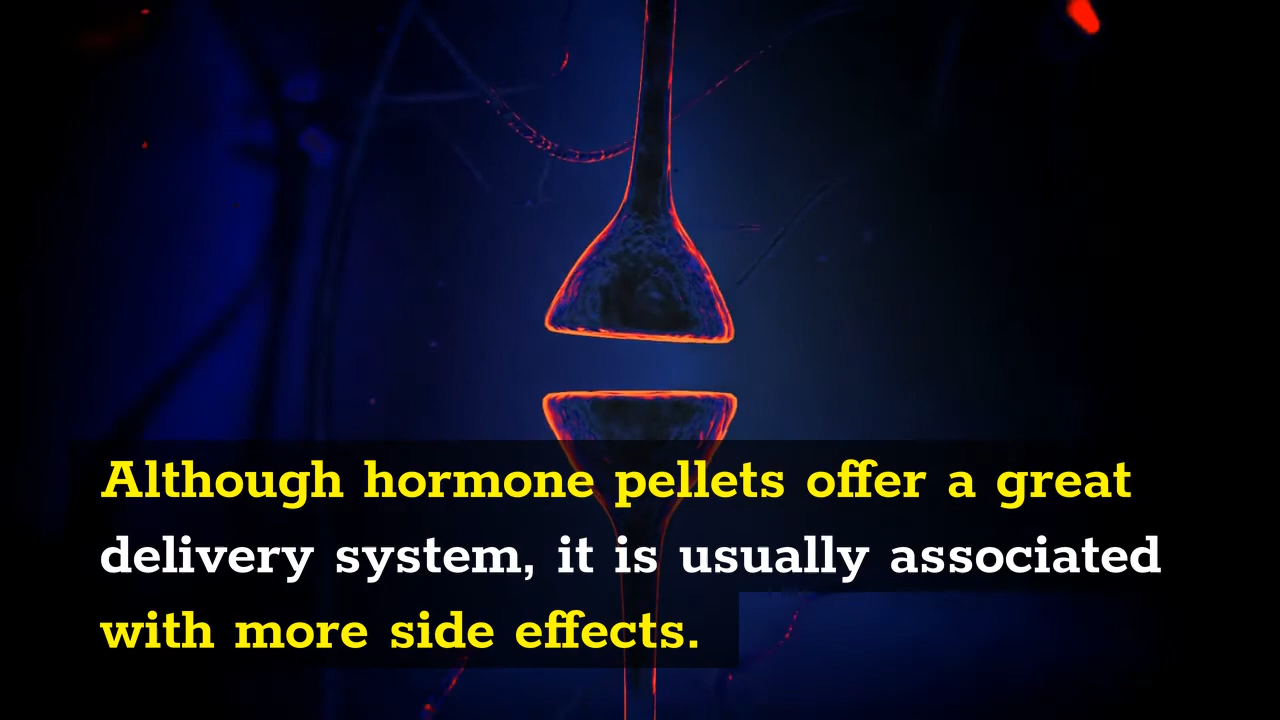 Although hormone pellets offer a great
delivery system, it is usually associated
with more side effects.